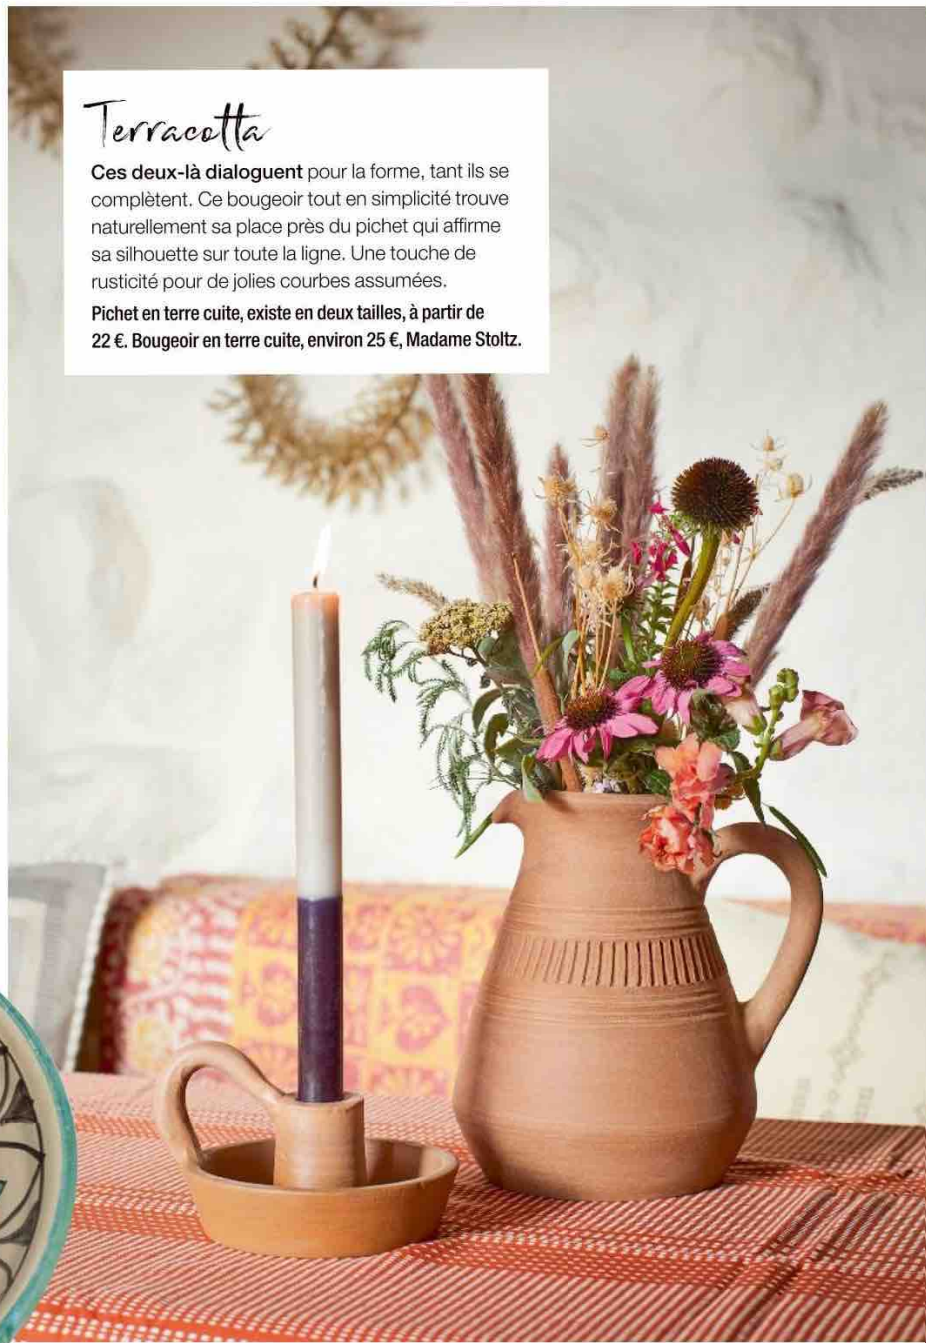 Terracotta
Ces deux-là dialoguent pour la forme, tant ils se
complètent. Ce bougeoir tout en simplicité trouve
naturellement sa place près du pichet qui affirme
sa silhouette sur toute la ligne. Une touche de
rusticité pour de jolies courbes assumées.
Pichet en terre cuite, existe en deux tailles, à partir de
22 €. Bougeoir en terre cuite, environ 25 €, Madame Stoltz.